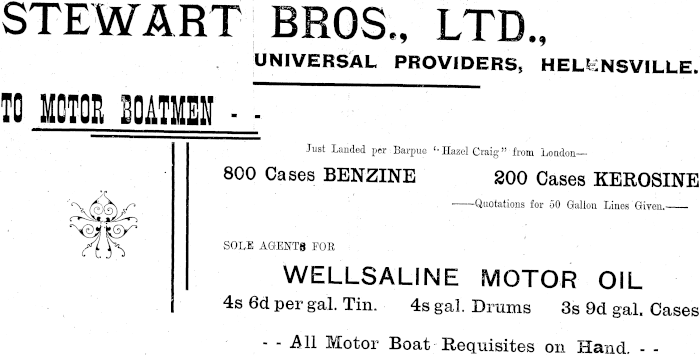 STEWART BROS., LTD.,
UNIVERSAL PROVIDERS, HELENSVILLE.
TO MOTOR BOATMEN - -
Just Landed per Barque "Hazel Craig" from London—
800 Cases BENZINE 200 Cases KEROSINE
——Quotations for 50 Gallon Lines Given.——
SOLE AGENTS FOR
WELLSALINE MOTOR OIL
4s 6d per gal. Tin. 4s gal. Drums 3s 9d gal. Cases
- - All Motor Boat Requisites on Hand. - -